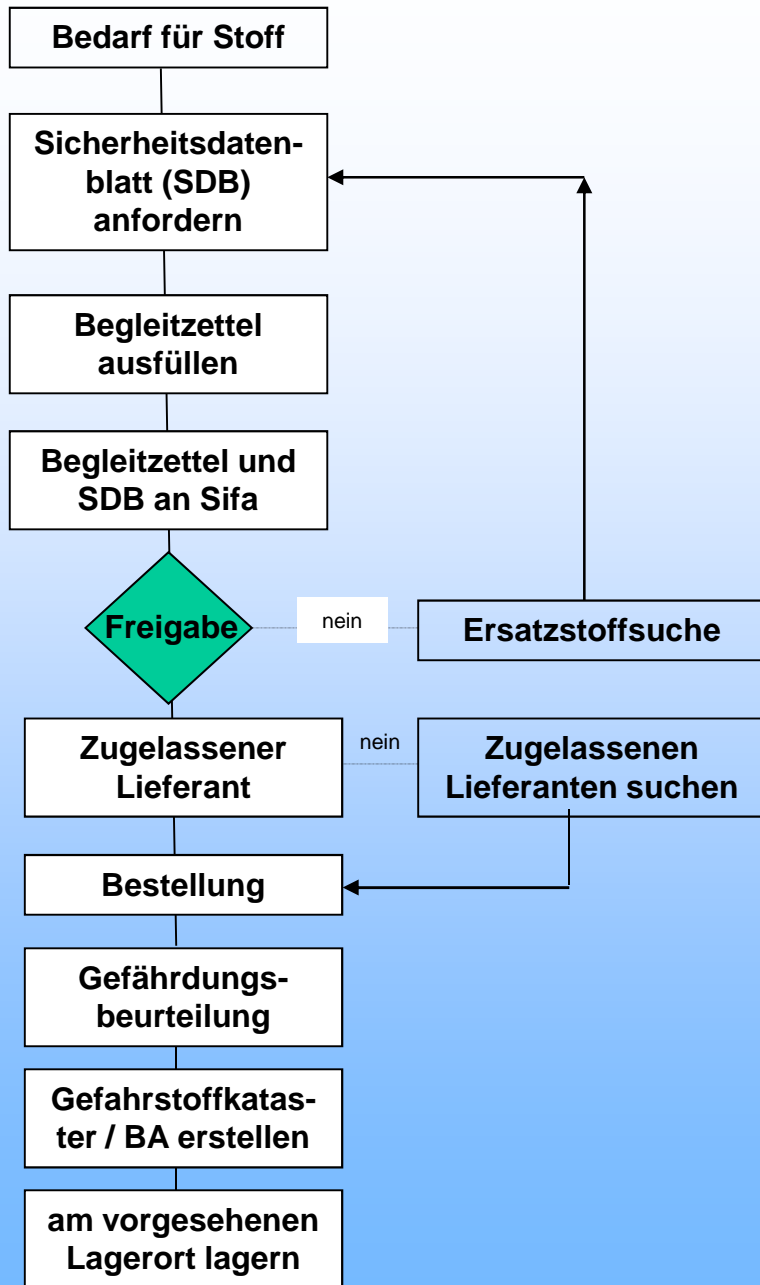 Bedarf für Stoff
Sicherheitsdaten-
blatt (SDB)
anfordern
Begleitzettel
ausfüllen
Begleitzettel und
SDB an Sifa
Freigabe
nein
Ersatzstoffsuche
Zugelassener
Lieferant
nein
Zugelassenen
Lieferanten suchen
Bestellung
Gefährdungs-
beurteilung
Gefahrstoffkatas-
ter / BA erstellen
am vorgesehenen
Lagerort lagern